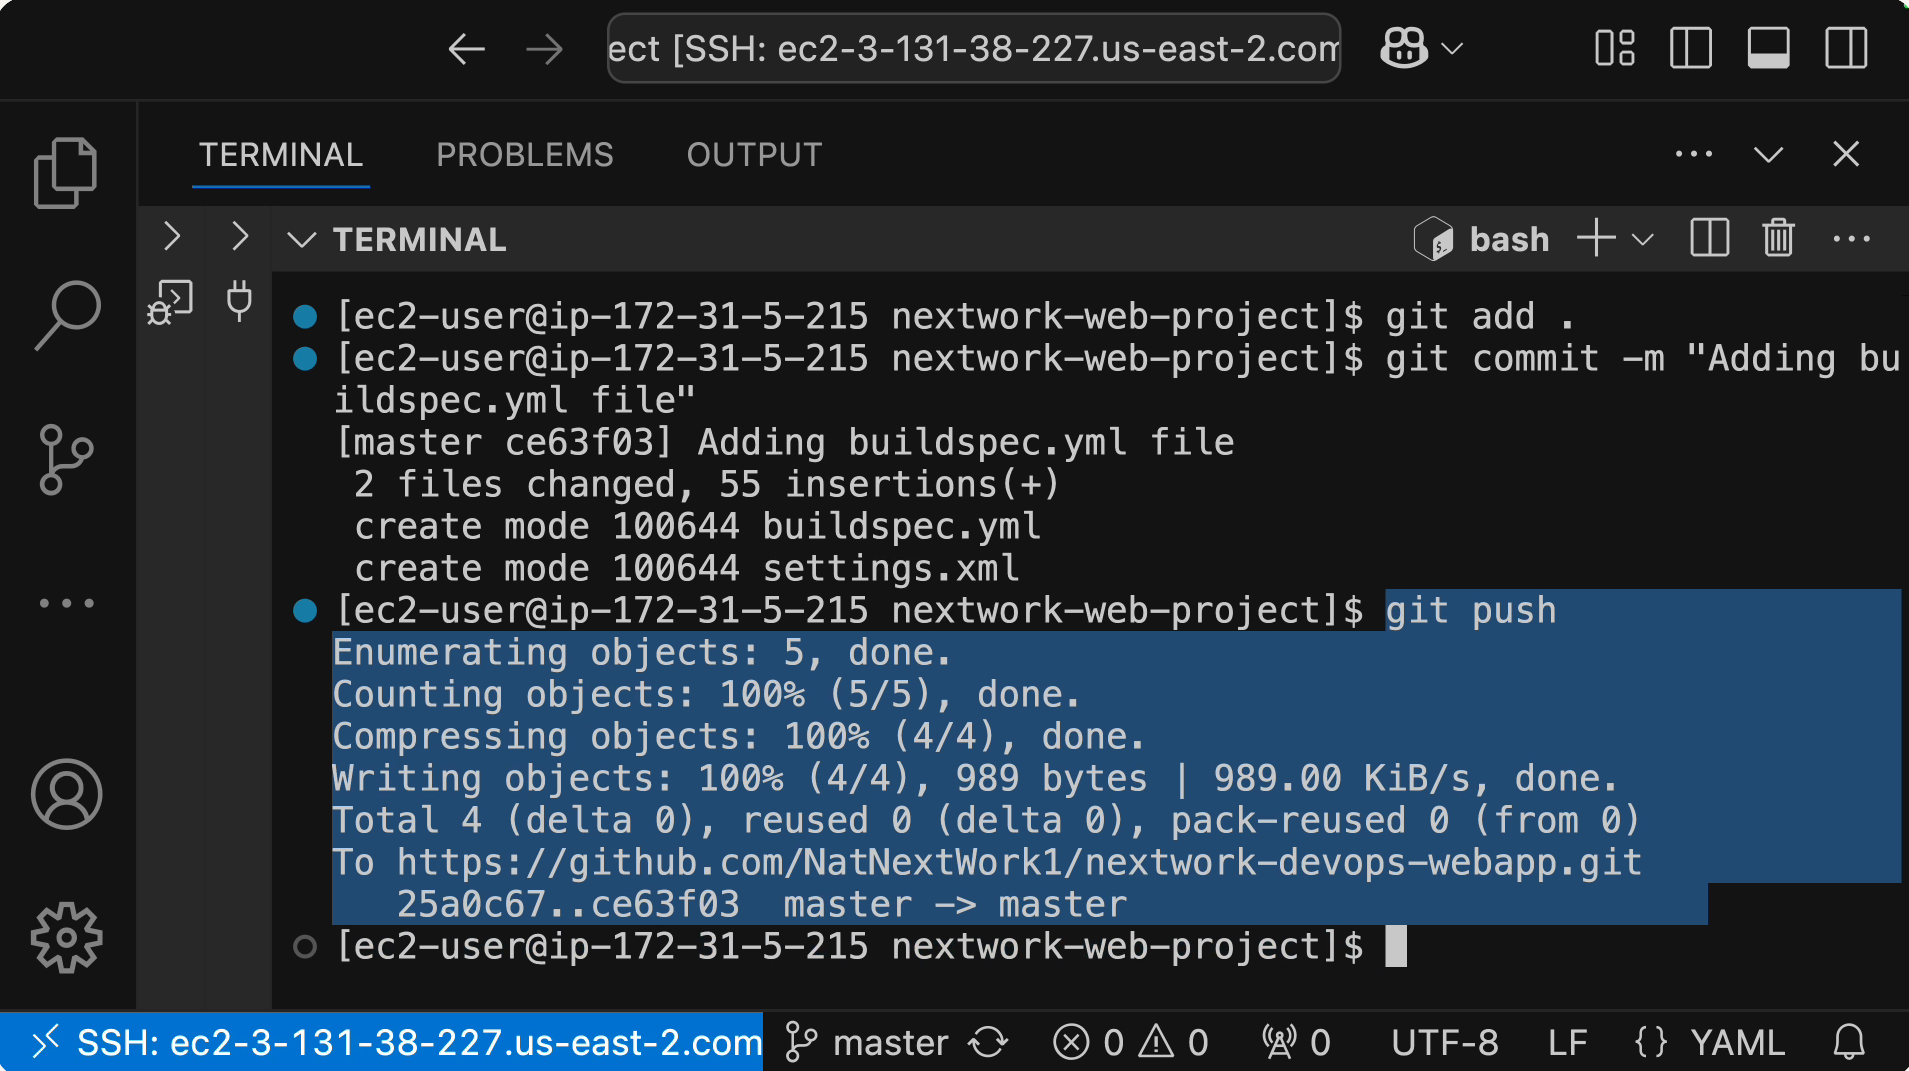 ect [SSH: ec2-3-131-38-227.us-east-2.com
TERMINAL PROBLEMS OUTPUT
TERMINAL bash
[ec2-user@ip-172-31-5-215 nextwork-web-project]$ git add .
[ec2-user@ip-172-31-5-215 nextwork-web-project]$ git commit -m "Adding bu
ildspec.yml file"
[master ce63f03] Adding buildspec.yml file
2 files changed, 55 insertions(+)
create mode 100644 buildspec.yml
create mode 100644 settings.xml
[ec2-user@ip-172-31-5-215 nextwork-web-project]$ git push
Enumerating objects: 5, done.
Counting objects: 100% (5/5), done.
Compressing objects: 100% (4/4), done.
Writing objects: 100% (4/4), 989 bytes | 989.00 KiB/s, done.
Total 4 (delta 0), reused 0 (delta 0), pack-reused 0 (from 0)
To https://github.com/NatNextWork1/nextwork-devops-webapp.git
25a0c67..ce63f03  master -> master
[ec2-user@ip-172-31-5-215 nextwork-web-project]$
SSH: ec2-3-131-38-227.us-east-2.com master 0 0 0 UTF-8 LF {} YAML